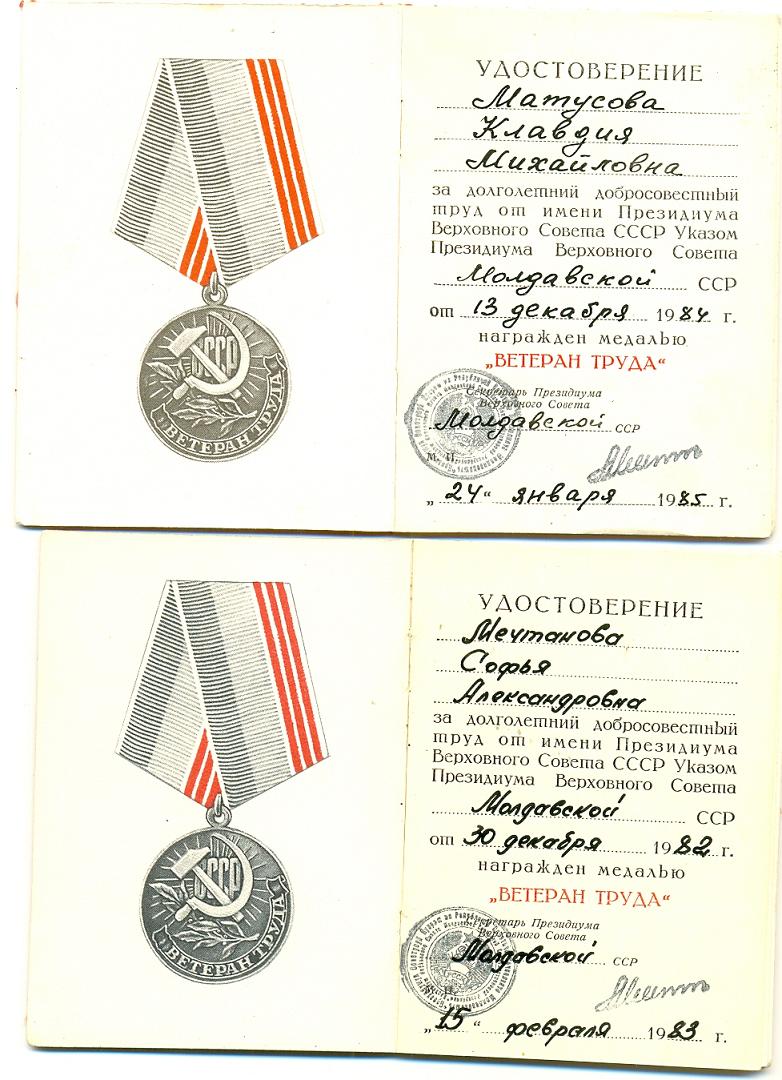 УДОСТОВЕРЕНИЕ
Матусова
Клавдия
Михайловна
за долголетний добросовестный
труд от имени Президиума
Верховного Совета СССР Указом
Президиума Верховного Совета
Молдавской ССР
от 13 декабря 1984 г.
награжден медалью
„ВЕТЕРАН ТРУДА“
Секретарь Президиума
Верховного Совета
Молдавской ССР
М. П.
„24“ января 1985 г.
СССР
ВЕТЕРАН ТРУДА
УДОСТОВЕРЕНИЕ
Мечтанова
Софья
Александровна
за долголетний добросовестный
труд от имени Президиума
Верховного Совета СССР Указом
Президиума Верховного Совета
Молдавской ССР
от 30 декабря 1982 г.
награжден медалью
„ВЕТЕРАН ТРУДА“
Секретарь Президиума
Верховного Совета
Молдавской ССР
М. П.
„15“ февраля 1983 г.
СССР
ВЕТЕРАН ТРУДА